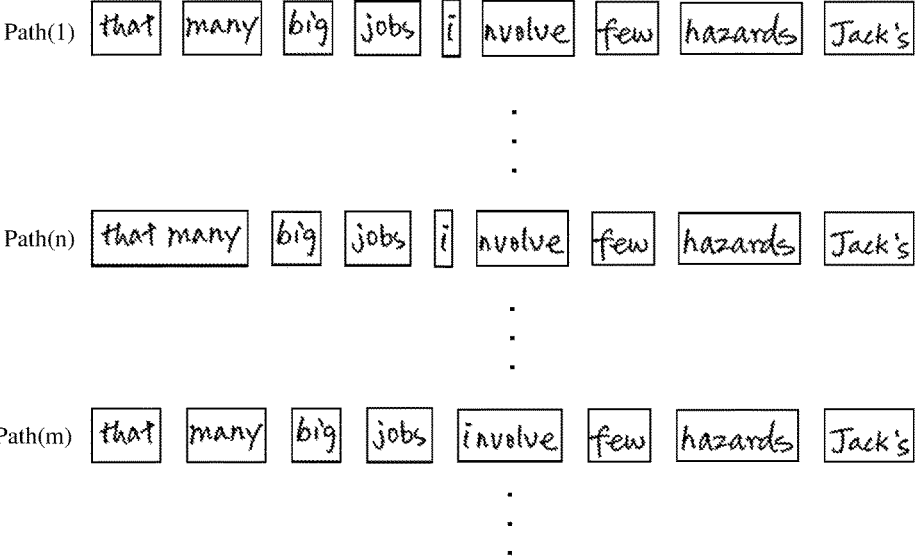 Path(1) that many big jobs i nvolve few hazards Jack's
Path(n) that many big jobs i nvolve few hazards Jack's
Path(m) that many big jobs involve few hazards Jack's